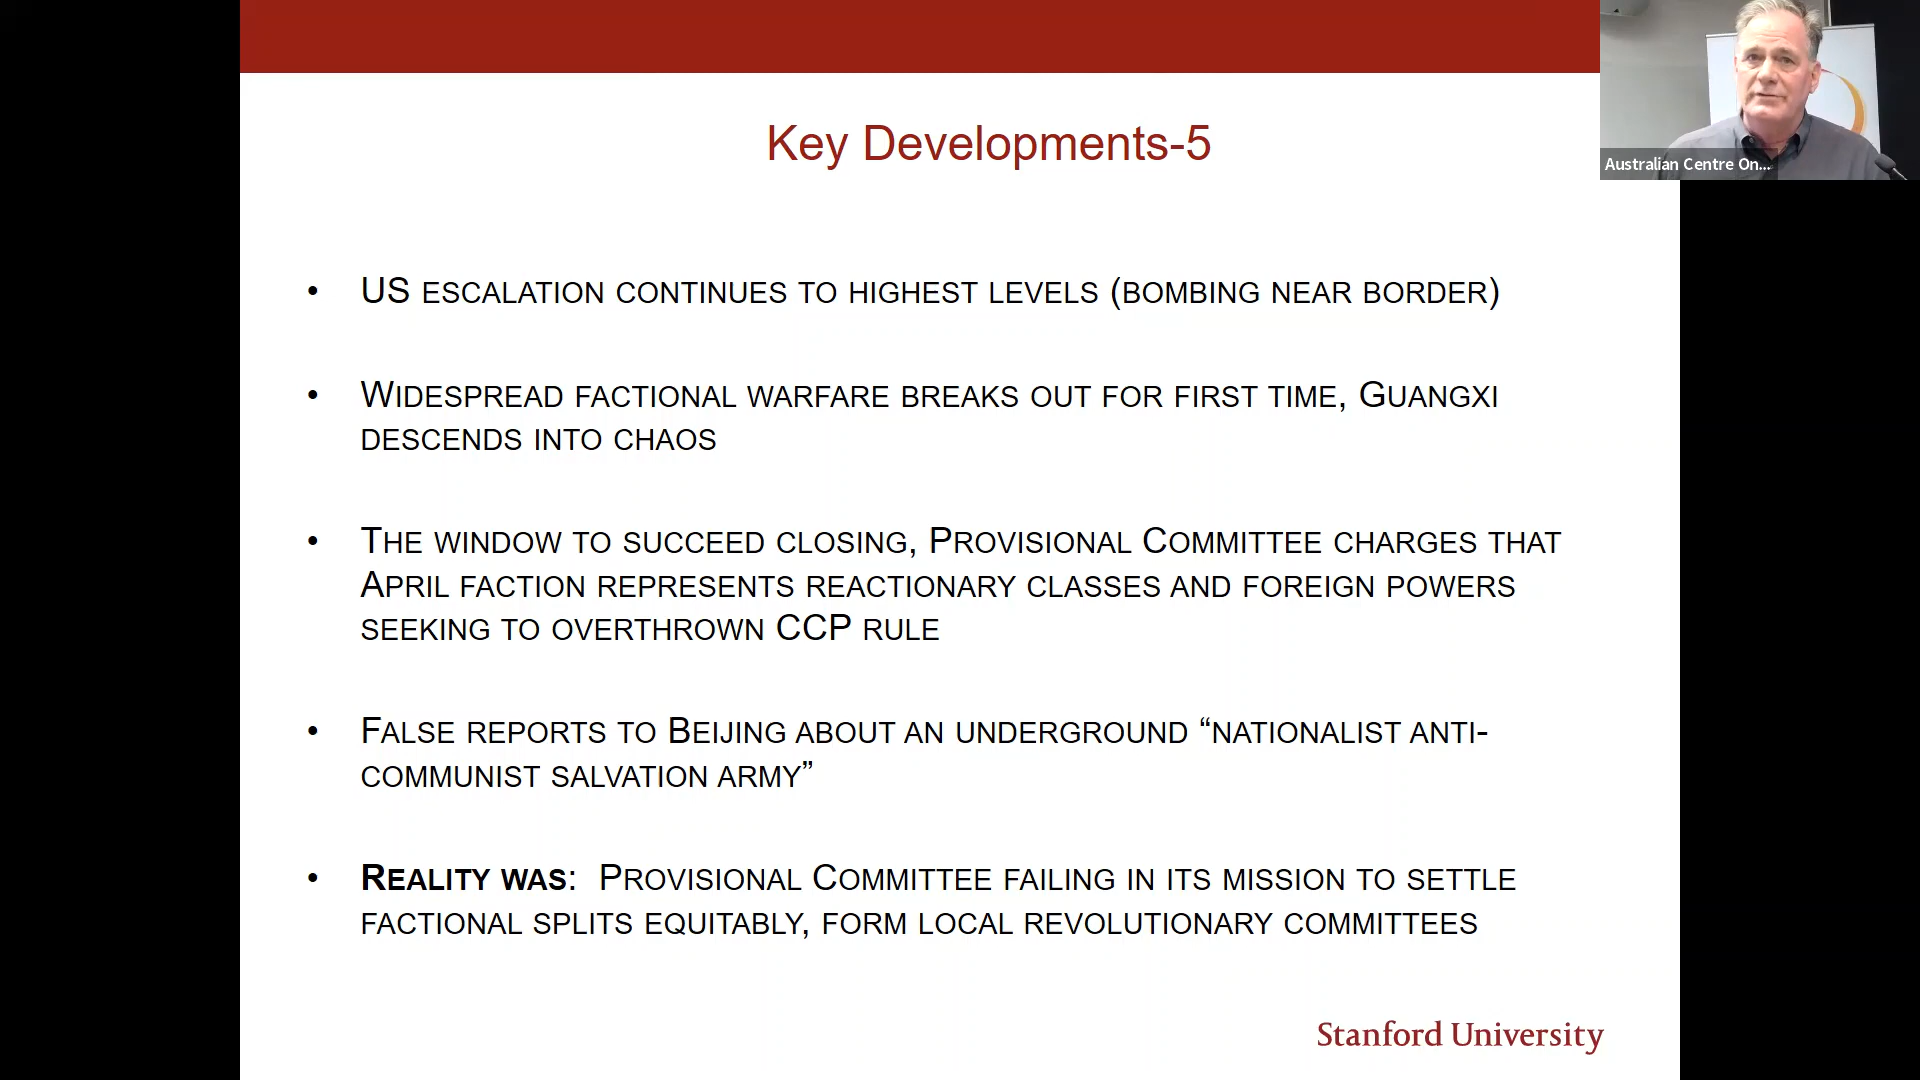 Key Developments-5
Australian Centre On...
• US ESCALATION CONTINUES TO HIGHEST LEVELS (BOMBING NEAR BORDER)
• WIDESPREAD FACTIONAL WARFARE BREAKS OUT FOR FIRST TIME, GUANGXI
DESCENDS INTO CHAOS
• THE WINDOW TO SUCCEED CLOSING, PROVISIONAL COMMITTEE CHARGES THAT
APRIL FACTION REPRESENTS REACTIONARY CLASSES AND FOREIGN POWERS
SEEKING TO OVERTHROWN CCP RULE
• FALSE REPORTS TO BEIJING ABOUT AN UNDERGROUND “NATIONALIST ANTI-
COMMUNIST SALVATION ARMY”
• REALITY WAS: PROVISIONAL COMMITTEE FAILING IN ITS MISSION TO SETTLE
FACTIONAL SPLITS EQUITABLY, FORM LOCAL REVOLUTIONARY COMMITTEES
Stanford University